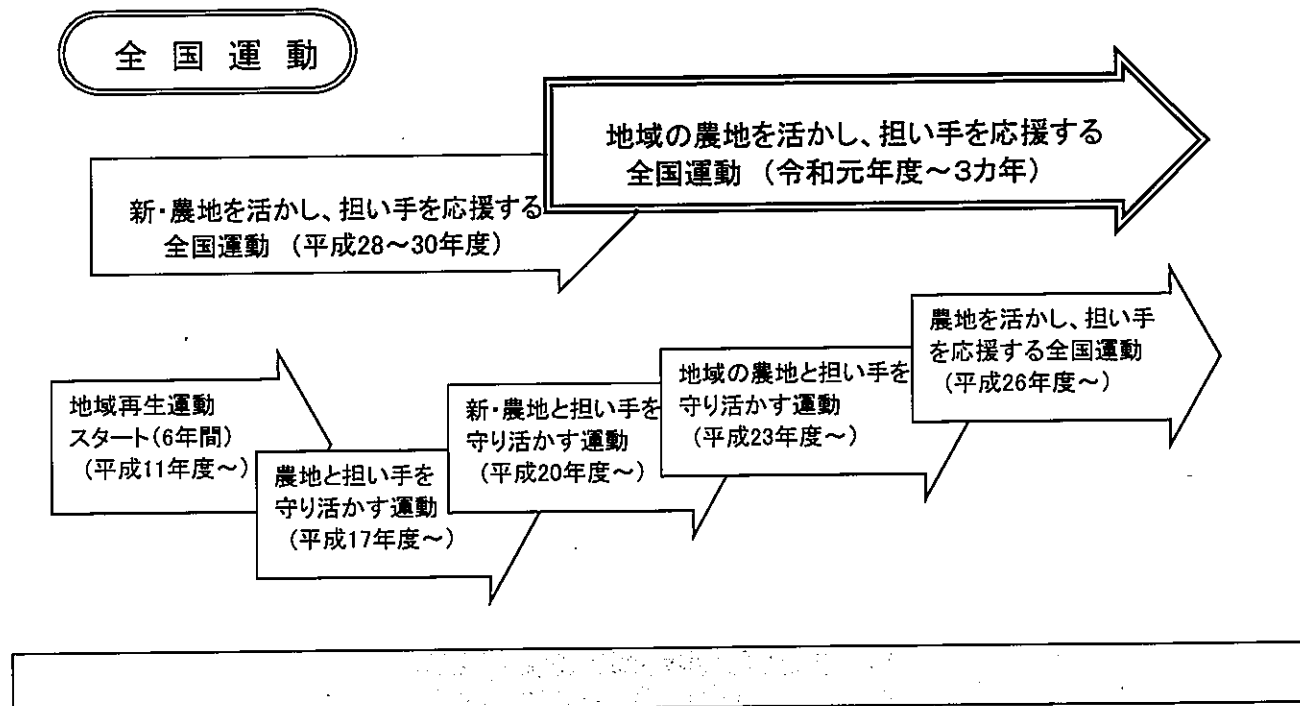 全国運動
地域の農地を活かし、担い手を応援する
全国運動 (令和元年度～3カ年)
新・農地を活かし、担い手を応援する
全国運動 (平成28～30年度)
農地を活かし、担い手
を応援する全国運動
(平成26年度～)
地域の農地と担い手を
守り活かす運動
(平成23年度～)
新・農地と担い手を
守り活かす運動
(平成20年度～)
地域再生運動
スタート(6年間)
(平成11年度～)
農地と担い手を
守り活かす運動
(平成17年度～)